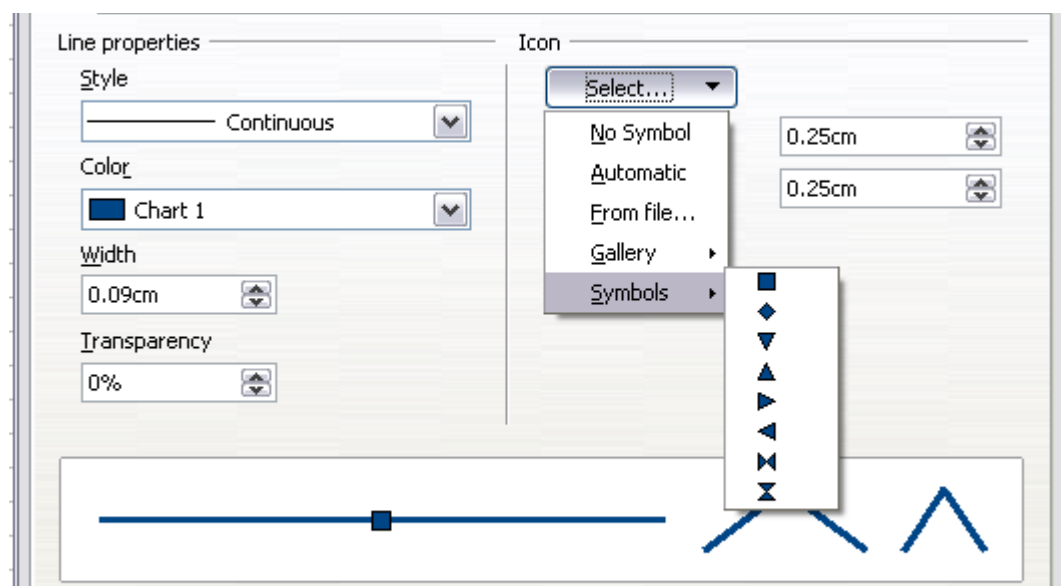 Line properties
Style
Continuous
Color
Chart 1
Width
0.09cm
Transparency
0%
Icon
Select...
No Symbol
Automatic
From file...
Gallery
Symbols
0.25cm
0.25cm